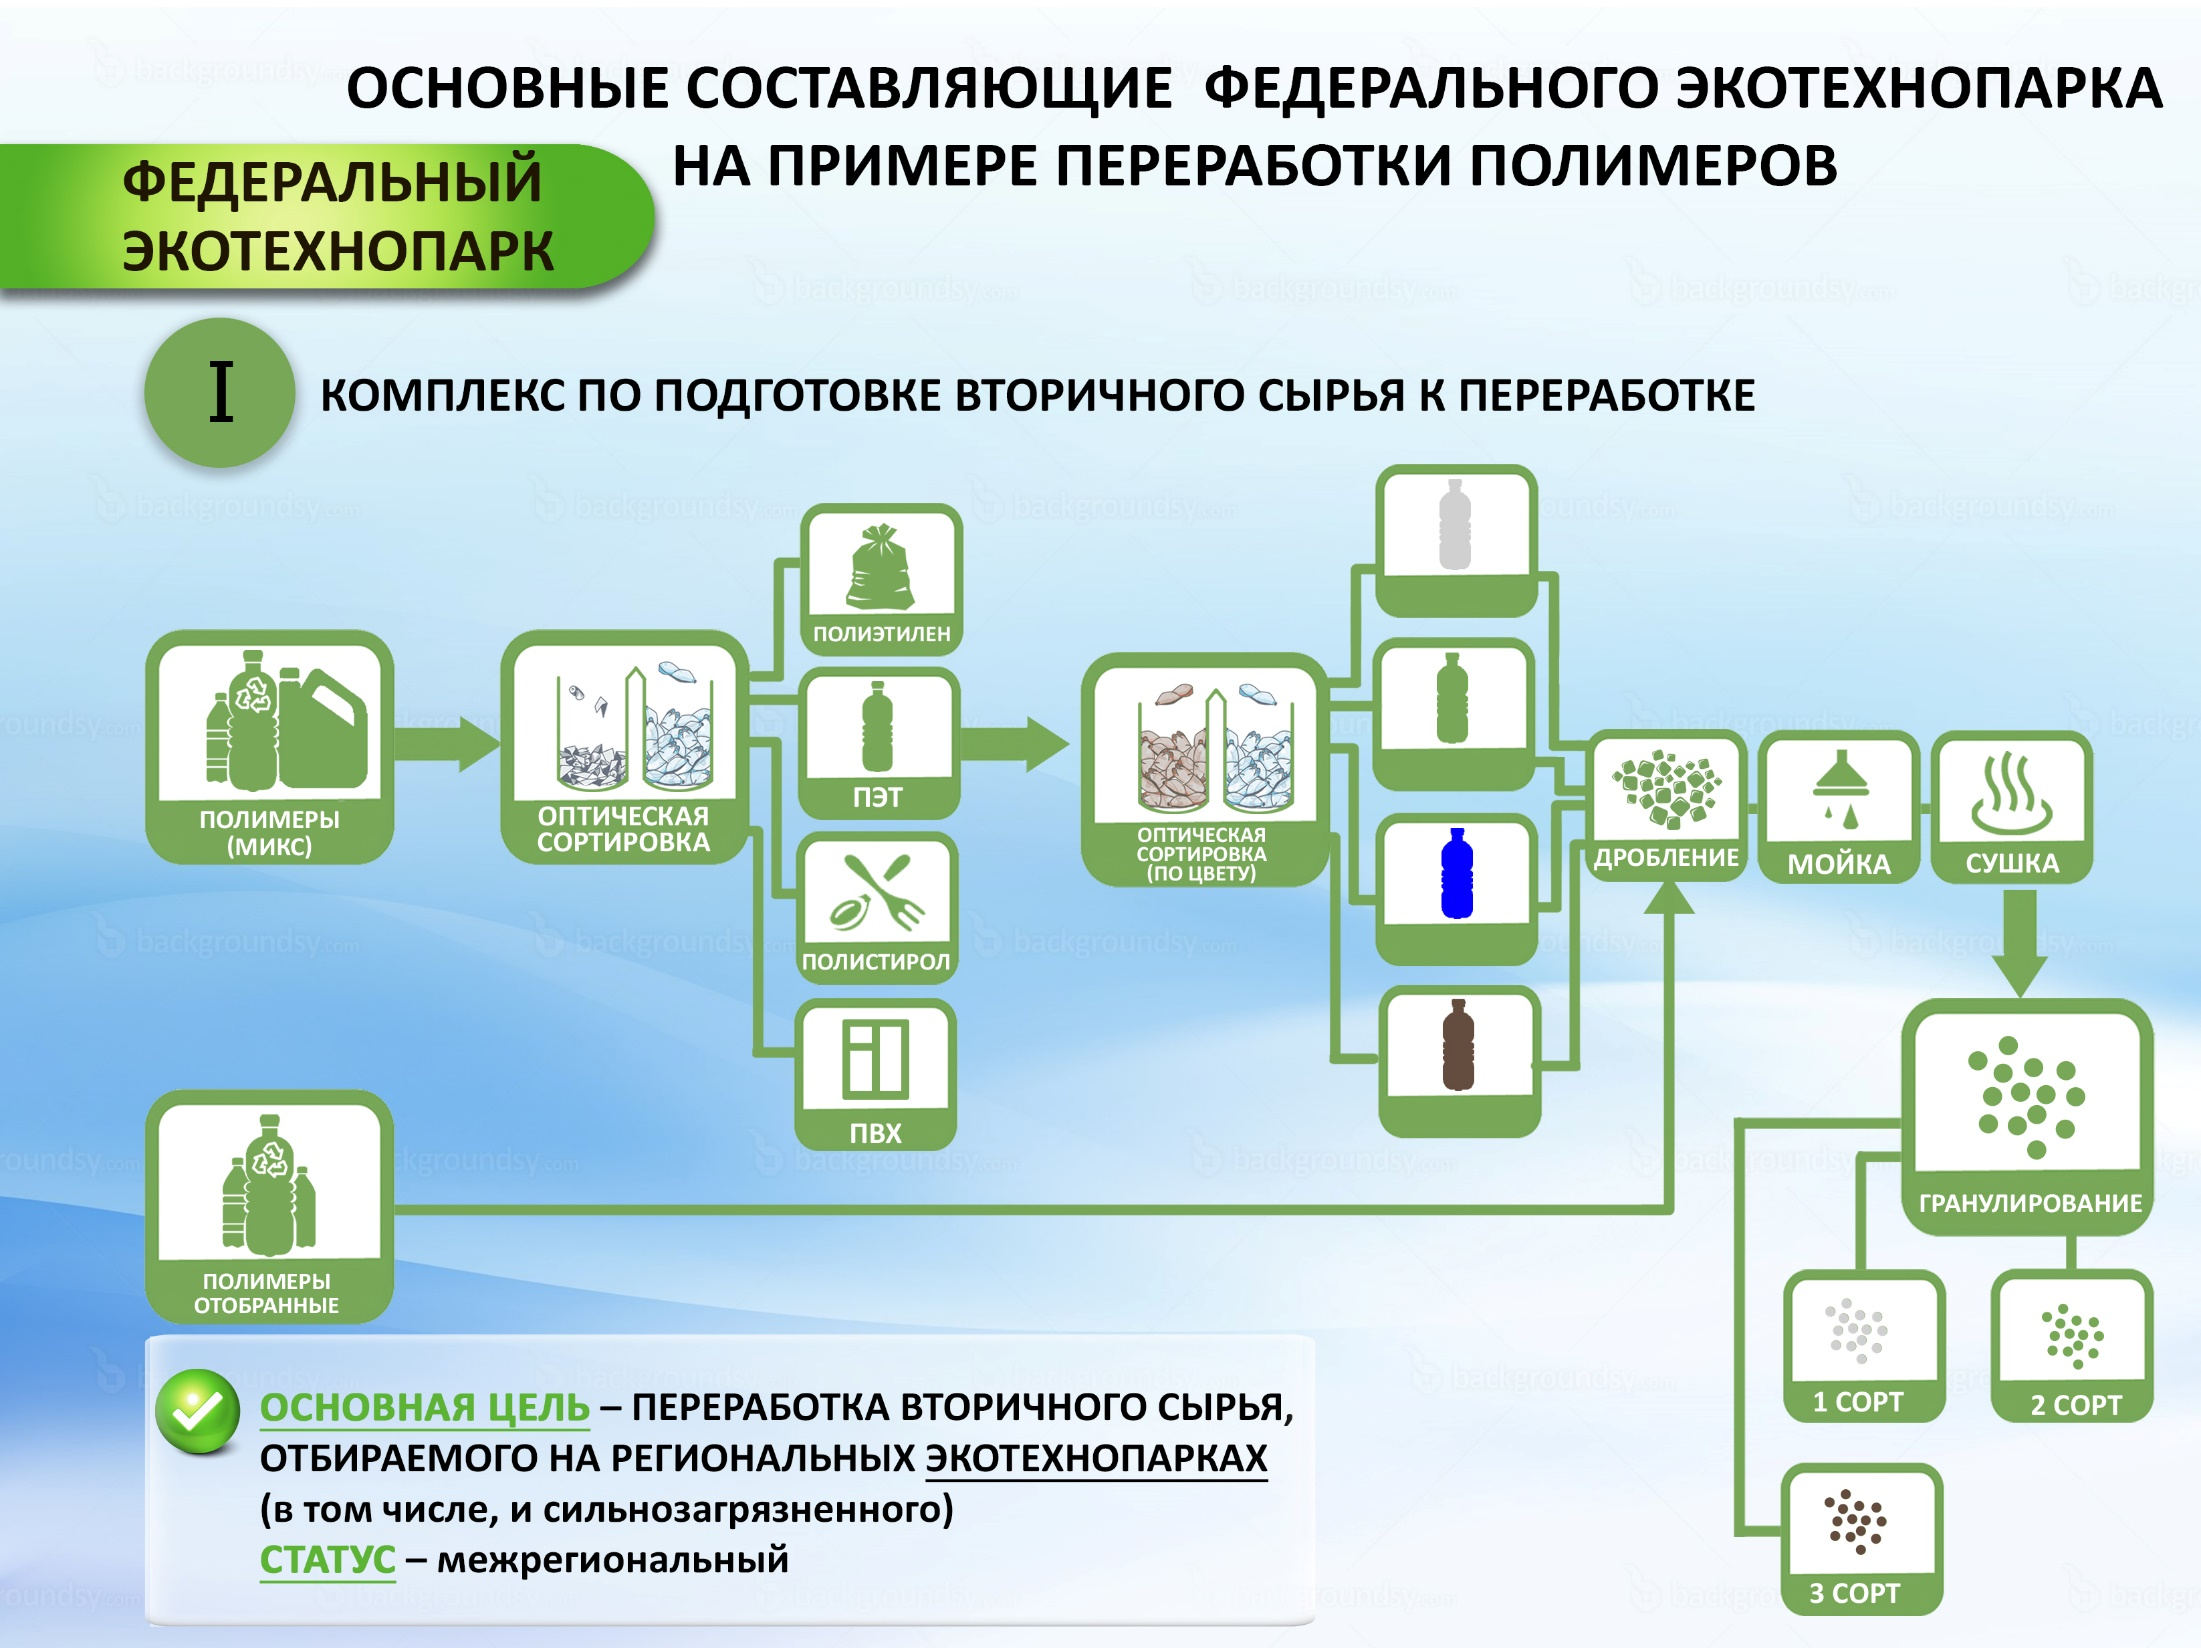 ОСНОВНЫЕ СОСТАВЛЯЮЩИЕ ФЕДЕРАЛЬНОГО ЭКОТЕХНОПАРКА
НА ПРИМЕРЕ ПЕРЕРАБОТКИ ПОЛИМЕРОВ
ФЕДЕРАЛЬНЫЙ
ЭКОТЕХНОПАРК
I
КОМПЛЕКС ПО ПОДГОТОВКЕ ВТОРИЧНОГО СЫРЬЯ К ПЕРЕРАБОТКЕ
ПОЛИМЕРЫ
(МИКС)
ОПТИЧЕСКАЯ
СОРТИРОВКА
ПОЛИЭТИЛЕН
ПЭТ
ПОЛИСТИРОЛ
ПВХ
ОПТИЧЕСКАЯ
СОРТИРОВКА
(ПО ЦВЕТУ)
ДРОБЛЕНИЕ
МОЙКА
СУШКА
ГРАНУЛИРОВАНИЕ
1 СОРТ
2 СОРТ
3 СОРТ
ПОЛИМЕРЫ
ОТОБРАННЫЕ
ОСНОВНАЯ ЦЕЛЬ – ПЕРЕРАБОТКА ВТОРИЧНОГО СЫРЬЯ,
ОТБИРАЕМОГО НА РЕГИОНАЛЬНЫХ ЭКОТЕХНОПАРКАХ
(в том числе, и сильнозагрязненного)
СТАТУС – межрегиональный
backgroundsy.com